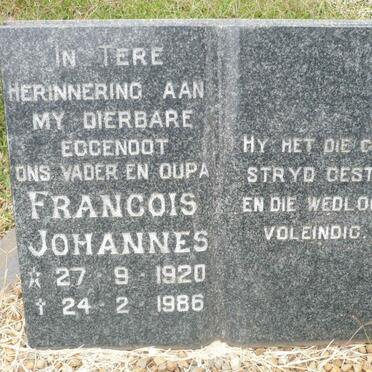 IN TERE
HERINNERING AAN
MY DIERBARE
EGGENOOT
ONS VADER EN OUPA
FRANCOIS
JOHANNES
☆ 27 - 9 - 1920
† 24 - 2 - 1986
HY HET DIE G
STRYD GEST
EN DIE WEDLO
VOLEINDIG